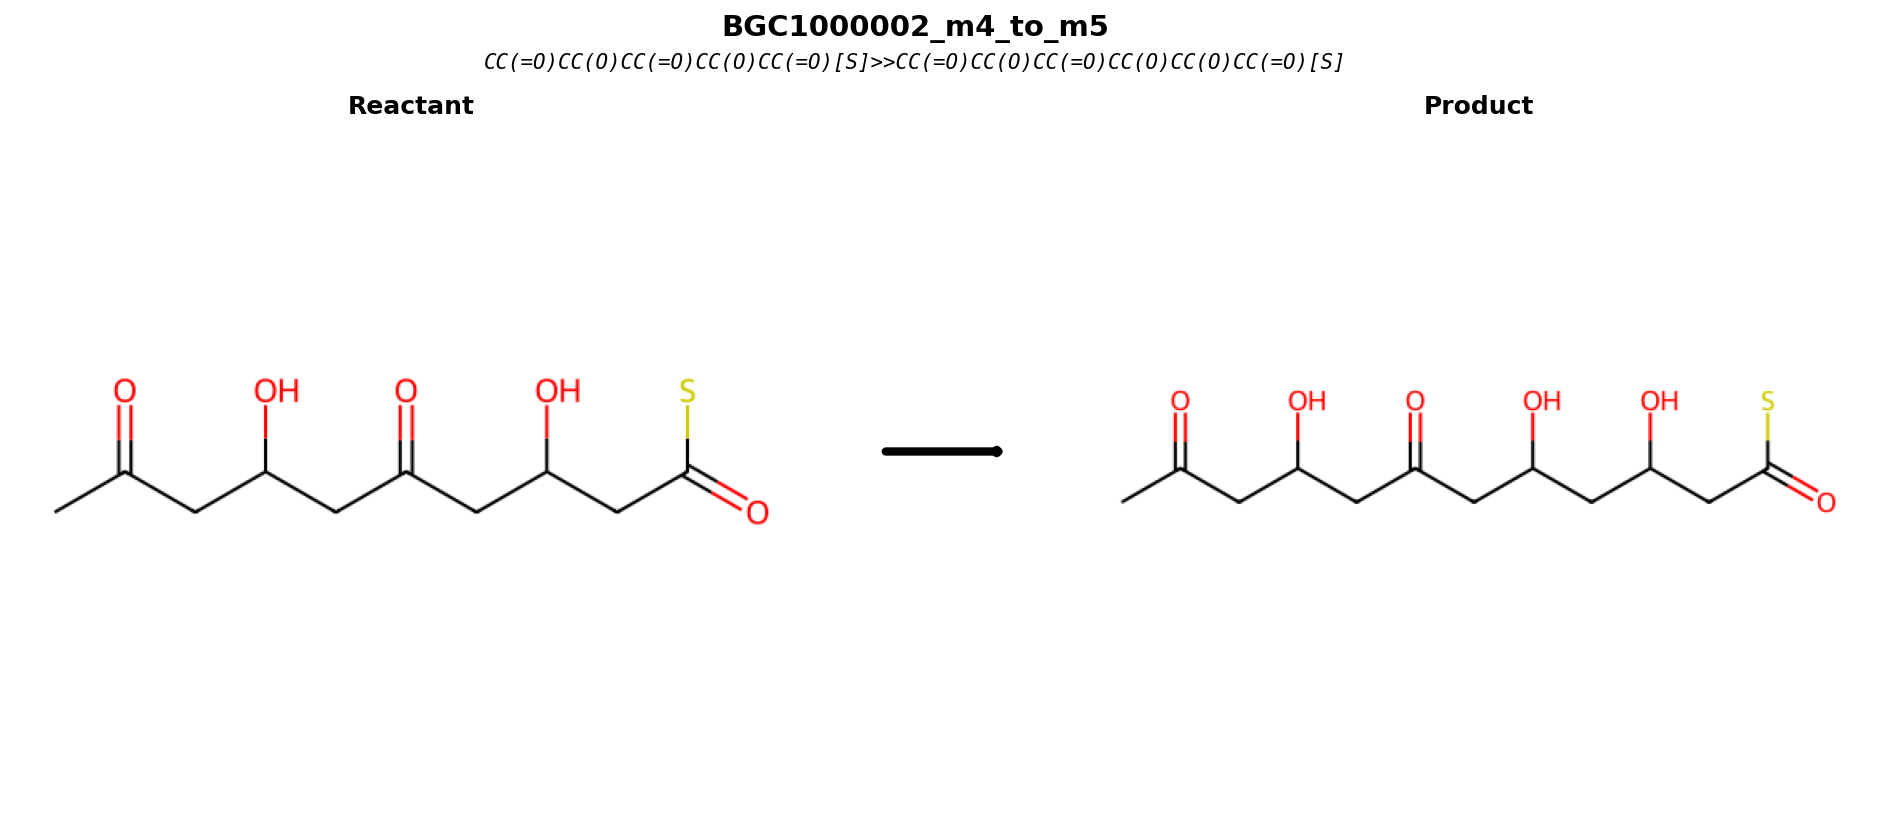 BGC1000002_m4_to_m5
CC(=O)CC(O)CC(=O)CC(O)CC(=O)[S]>>CC(=O)CC(O)CC(=O)CC(O)CC(O)CC(=O)[S]
Reactant Product
O OH O OH S O
O OH O OH OH S O